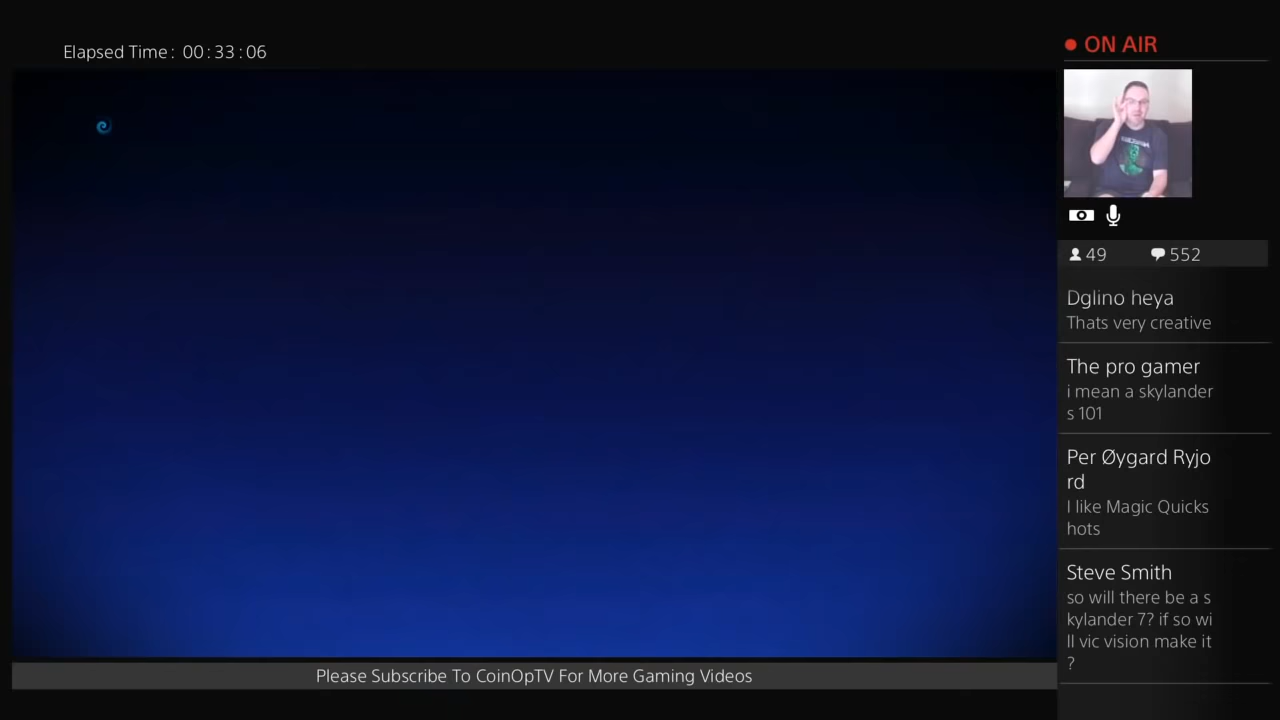 Elapsed Time: 00:33:06
ON AIR
49
552
Dglino heya
Thats very creative
The pro gamer
i mean a skylander
s 101
Per Øygard Ryjo
rd
I like Magic Quicks
hots
Steve Smith
so will there be a s
kylander 7? if so wi
ll vic vision make it
?
Please Subscribe To CoinOpTV For More Gaming Videos